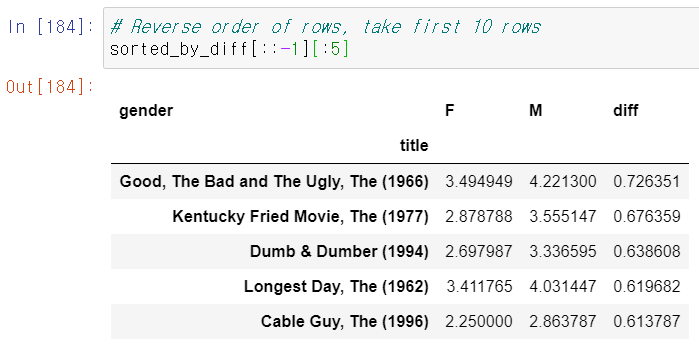 In [184]: # Reverse order of rows, take first 10 rows
sorted_by_diff[::-1][:5]
Out[184]:
gender F M diff
title
Good, The Bad and The Ugly, The (1966) 3.494949 4.221300 0.726351
Kentucky Fried Movie, The (1977) 2.878788 3.555147 0.676359
Dumb & Dumber (1994) 2.697987 3.336595 0.638608
Longest Day, The (1962) 3.411765 4.031447 0.619682
Cable Guy, The (1996) 2.250000 2.863787 0.613787